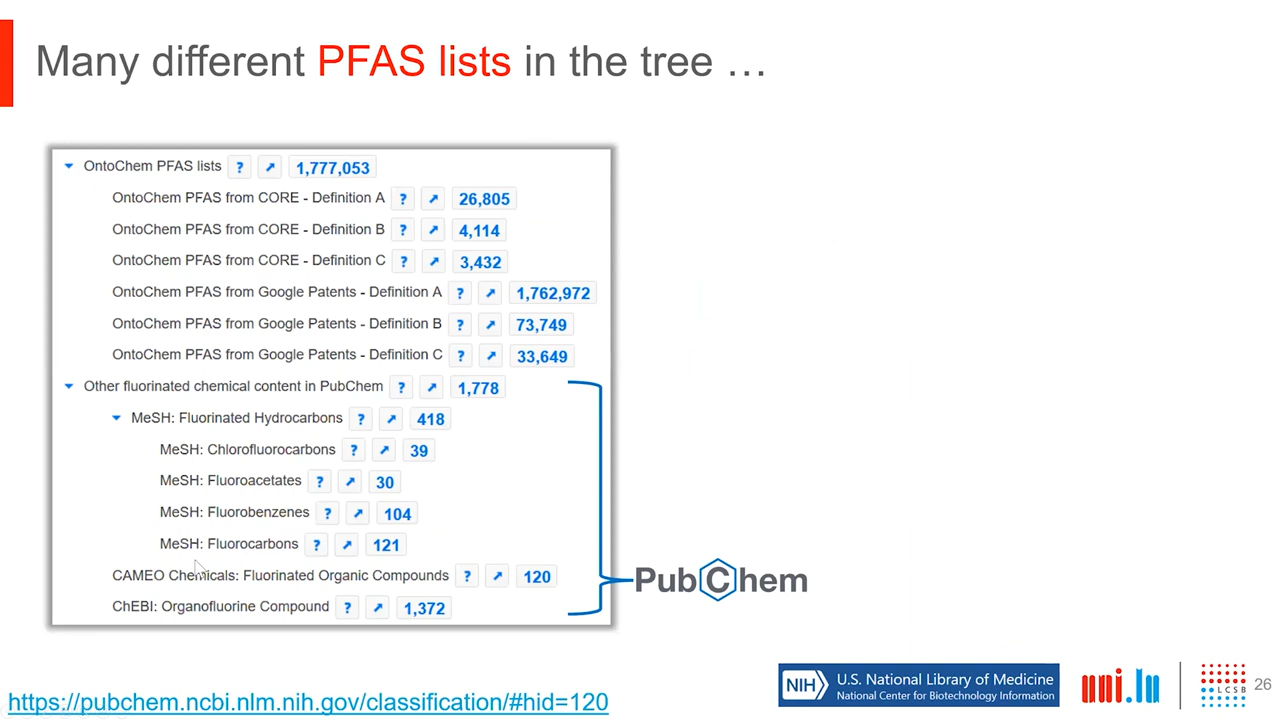 Many different PFAS lists in the tree …
OntoChem PFAS lists ? 1,777,053
OntoChem PFAS from CORE - Definition A ? 26,805
OntoChem PFAS from CORE - Definition B ? 4,114
OntoChem PFAS from CORE - Definition C ? 3,432
OntoChem PFAS from Google Patents - Definition A ? 1,762,972
OntoChem PFAS from Google Patents - Definition B ? 73,749
OntoChem PFAS from Google Patents - Definition C ? 33,649
Other fluorinated chemical content in PubChem ? 1,778
MeSH: Fluorinated Hydrocarbons ? 418
MeSH: Chlorofluorocarbons ? 39
MeSH: Fluoroacetates ? 30
MeSH: Fluorobenzenes ? 104
MeSH: Fluorocarbons ? 121
CAMEO Chemicals: Fluorinated Organic Compounds ? 120
ChEBI: Organofluorine Compound ? 1,372
PubChem
https://pubchem.ncbi.nlm.nih.gov/classification/#hid=120
NIH U.S. National Library of Medicine
National Center for Biotechnology Information
uni.lu
LCSB
26